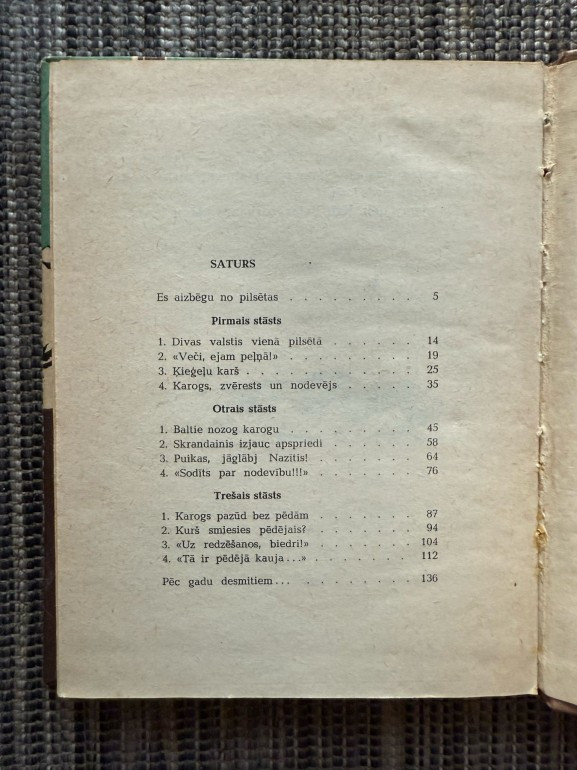 SATURS
Es aizbēgu no pilsētas . . . . . . . . . 5
Pirmais stāsts
1. Divas valstis vienā pilsētā . . . . . . 14
2. «Veči, ejam peļņā!» . . . . . . . . . 19
3. Ķieģeļu karš . . . . . . . . . . . . 25
4. Karogs, zvērests un nodevējs . . . . . 35
Otrais stāsts
1. Baltie nozog karogu . . . . . . . . . 45
2. Skrandainis izjauc apspriedi . . . . . . 58
3. Puikas, jāglābj Nazītis! . . . . . . . 64
4. «Sodīts par nodevību!!!» . . . . . . . 76
Trešais stāsts
1. Karogs pazūd bez pēdām . . . . . . . 87
2. Kurš smiesies pēdējais? . . . . . . . 94
3. «Uz redzēšanos, biedri!» . . . . . . . 104
4. «Tā ir pēdējā kauja...» . . . . . . . 112
Pēc gadu desmitiem... . . . . . . . . 136